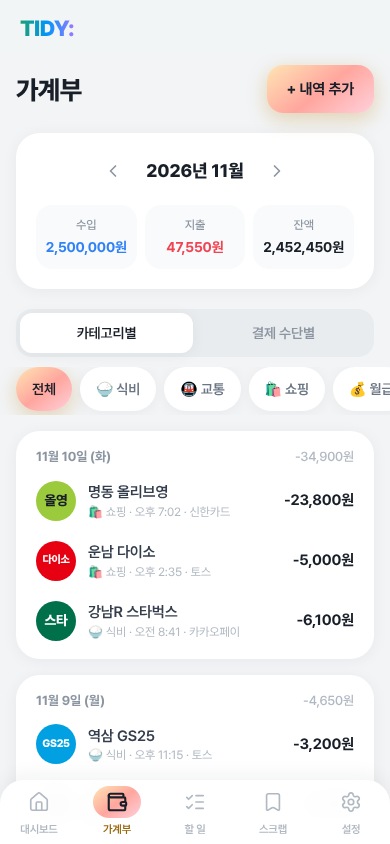 TIDY:
가계부
+ 내역 추가
2026년 11월
수입
2,500,000원
지출
47,550원
잔액
2,452,450원
카테고리별
결제 수단별
전체
식비
교통
쇼핑
월급
11월 10일 (화)
-34,900원
올영
명동 올리브영
-23,800원
쇼핑 · 오후 7:02 · 신한카드
다이소
운남 다이소
-5,000원
쇼핑 · 오후 2:35 · 토스
스타
강남R 스타벅스
-6,100원
식비 · 오전 8:41 · 카카오페이
11월 9일 (월)
-4,650원
GS25
역삼 GS25
-3,200원
식비 · 오후 11:15 · 토스
대시보드
가계부
할 일
스크랩
설정